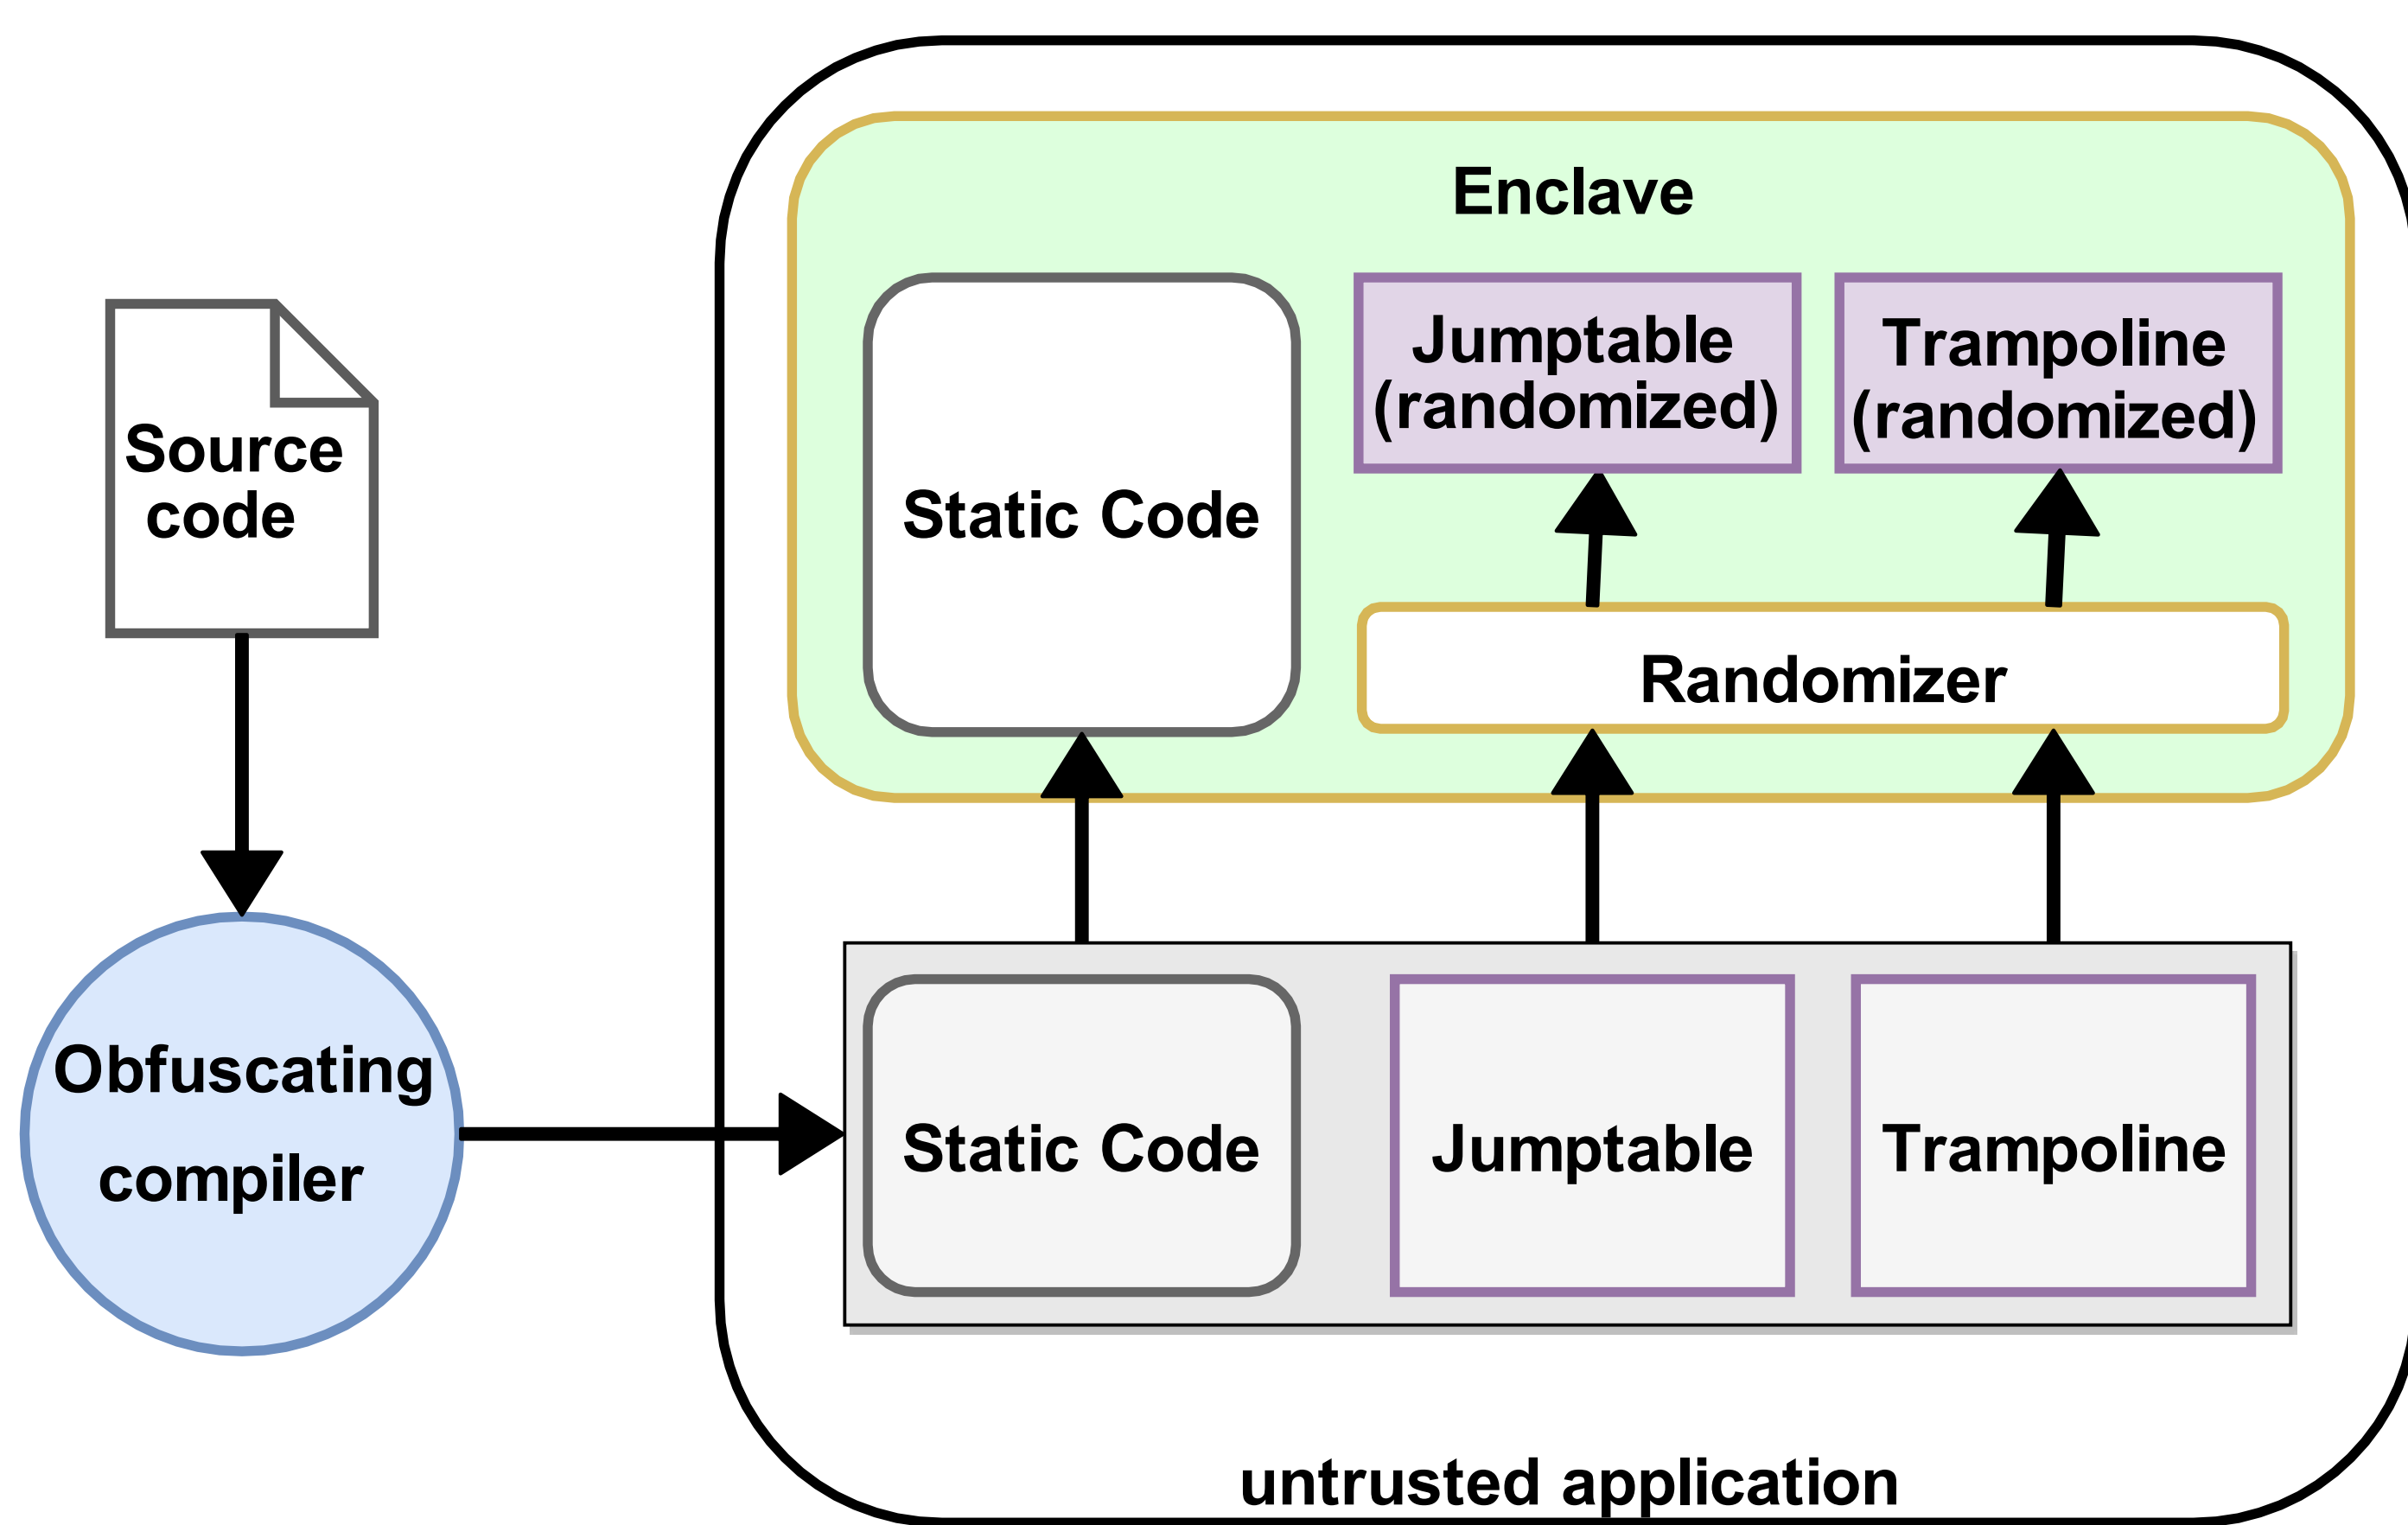 Enclave
Source
code
Static Code
Jumptable
(randomized)
Trampoline
(randomized)
Randomizer
Obfuscating
compiler
Static Code
Jumptable
Trampoline
untrusted application